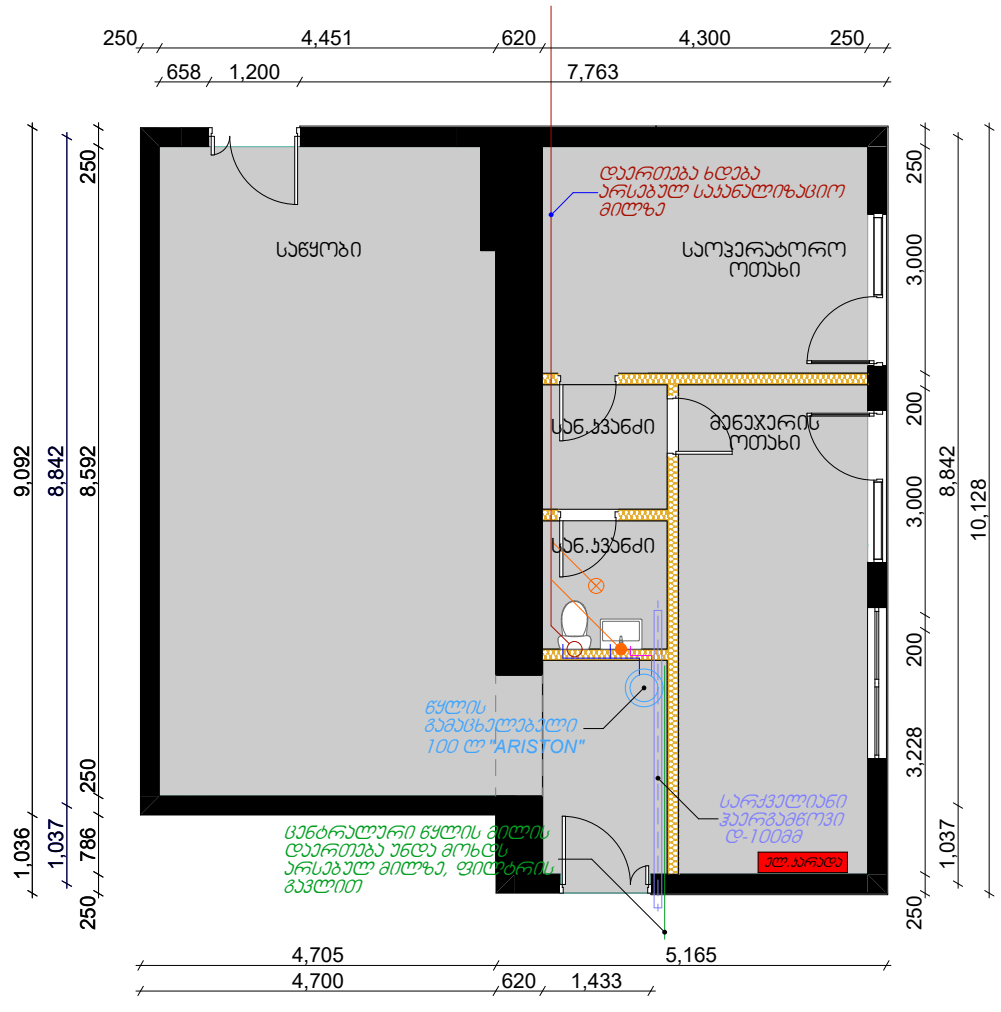 250
4,451
620
4,300
250
658
1,200
7,763
დაერთება ხდება
არსებულ საკანალიზაციო
მილზე
საწყობი
საოპერატორო
ოთახი
სან.კვანძი
მენეჯერის
ოთახი
სან.კვანძი
წყლის
გამაცხელებელი
100 ლ "ARISTON"
სარქველიანი
ჰაერგამწოვი
დ-100მმ
ცენტრალური წყლის მილის
დაერთება უნდა მოხდს
არსებულ მილზე, ფილტრის
გავლით
ელ.კარადა
9,092
1,036
8,842
1,037
250
8,592
250
786
250
250
3,000
200
3,000
200
3,228
250
8,842
1,037
10,128
4,705
5,165
4,700
620
1,433